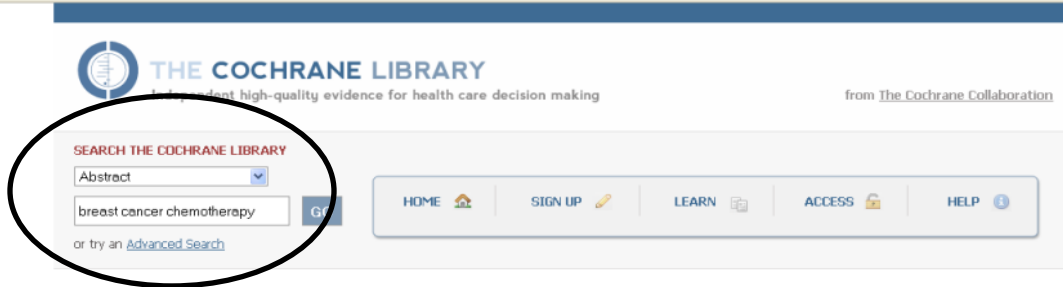 THE COCHRANE LIBRARY
Independent high-quality evidence for health care decision making
from The Cochrane Collaboration
SEARCH THE COCHRANE LIBRARY
Abstract
breast cancer chemotherapy GO
or try an Advanced Search
HOME SIGN UP LEARN ACCESS HELP